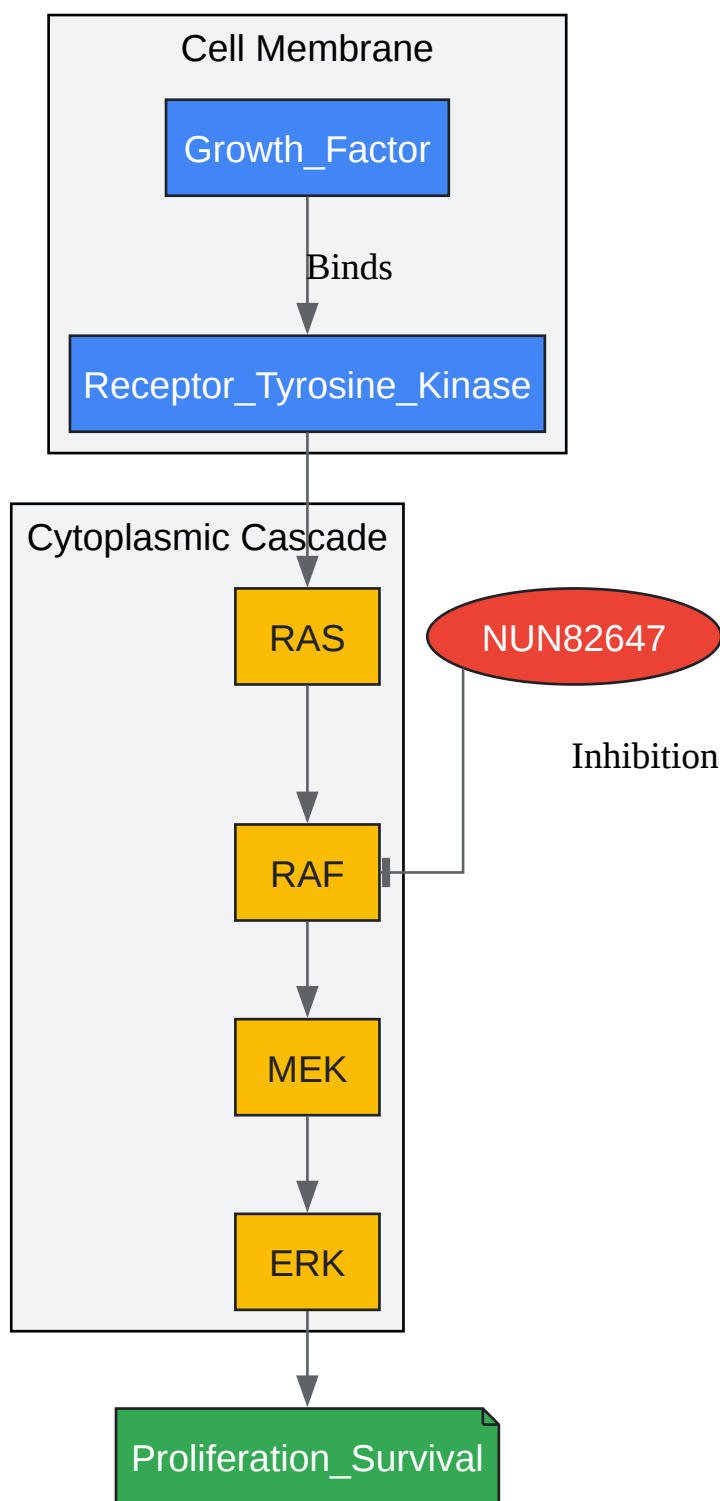 Cell Membrane
Growth_Factor
Binds
Receptor_Tyrosine_Kinase
Cytoplasmic Cascade
RAS
NUN82647
Inhibition
RAF
MEK
ERK
Proliferation_Survival